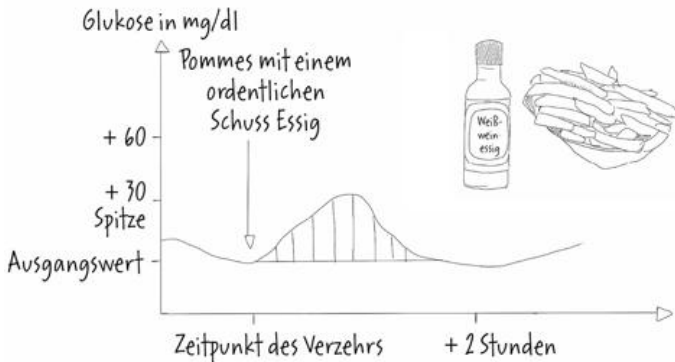 Glukose in mg/dl
Pommes mit einem
ordentlichen
Schuss Essig
Weiß-
wein
essig
+ 60
+ 30
Spitze
Ausgangswert
Zeitpunkt des Verzehrs
+ 2 Stunden